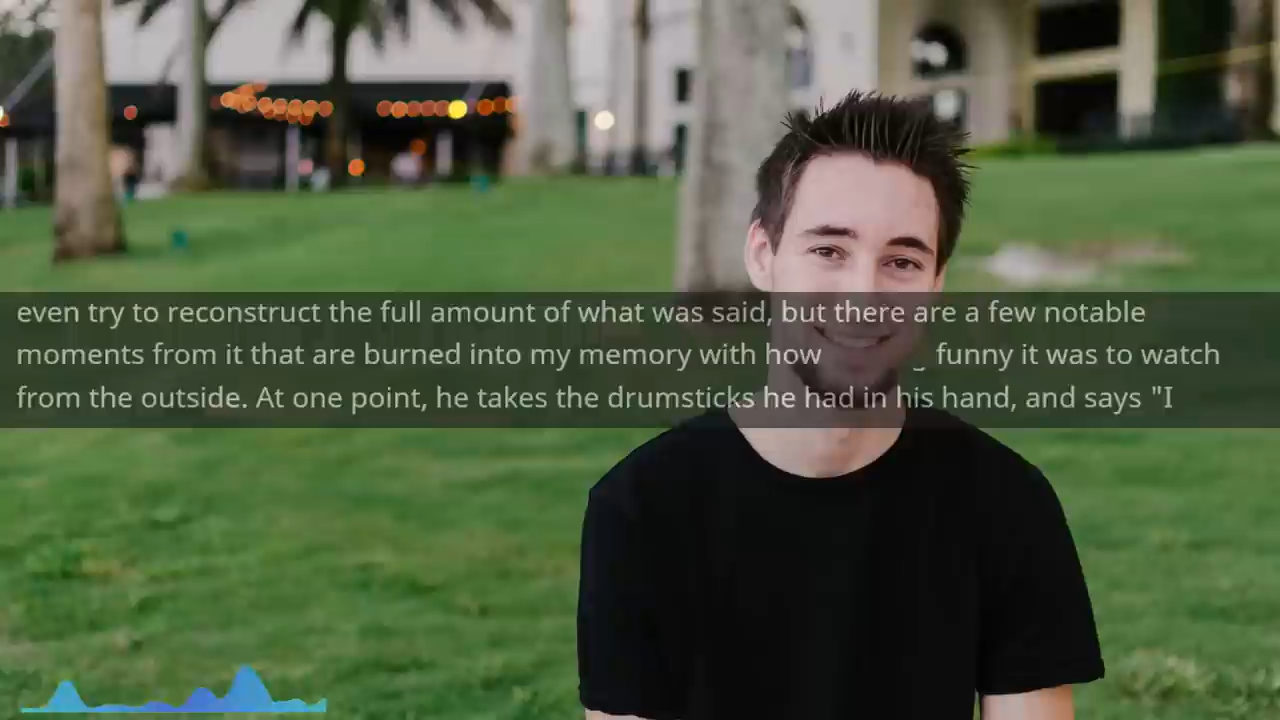 even try to reconstruct the full amount of what was said, but there are a few notable
moments from it that are burned into my memory with how funny it was to watch
from the outside. At one point, he takes the drumsticks he had in his hand, and says "I